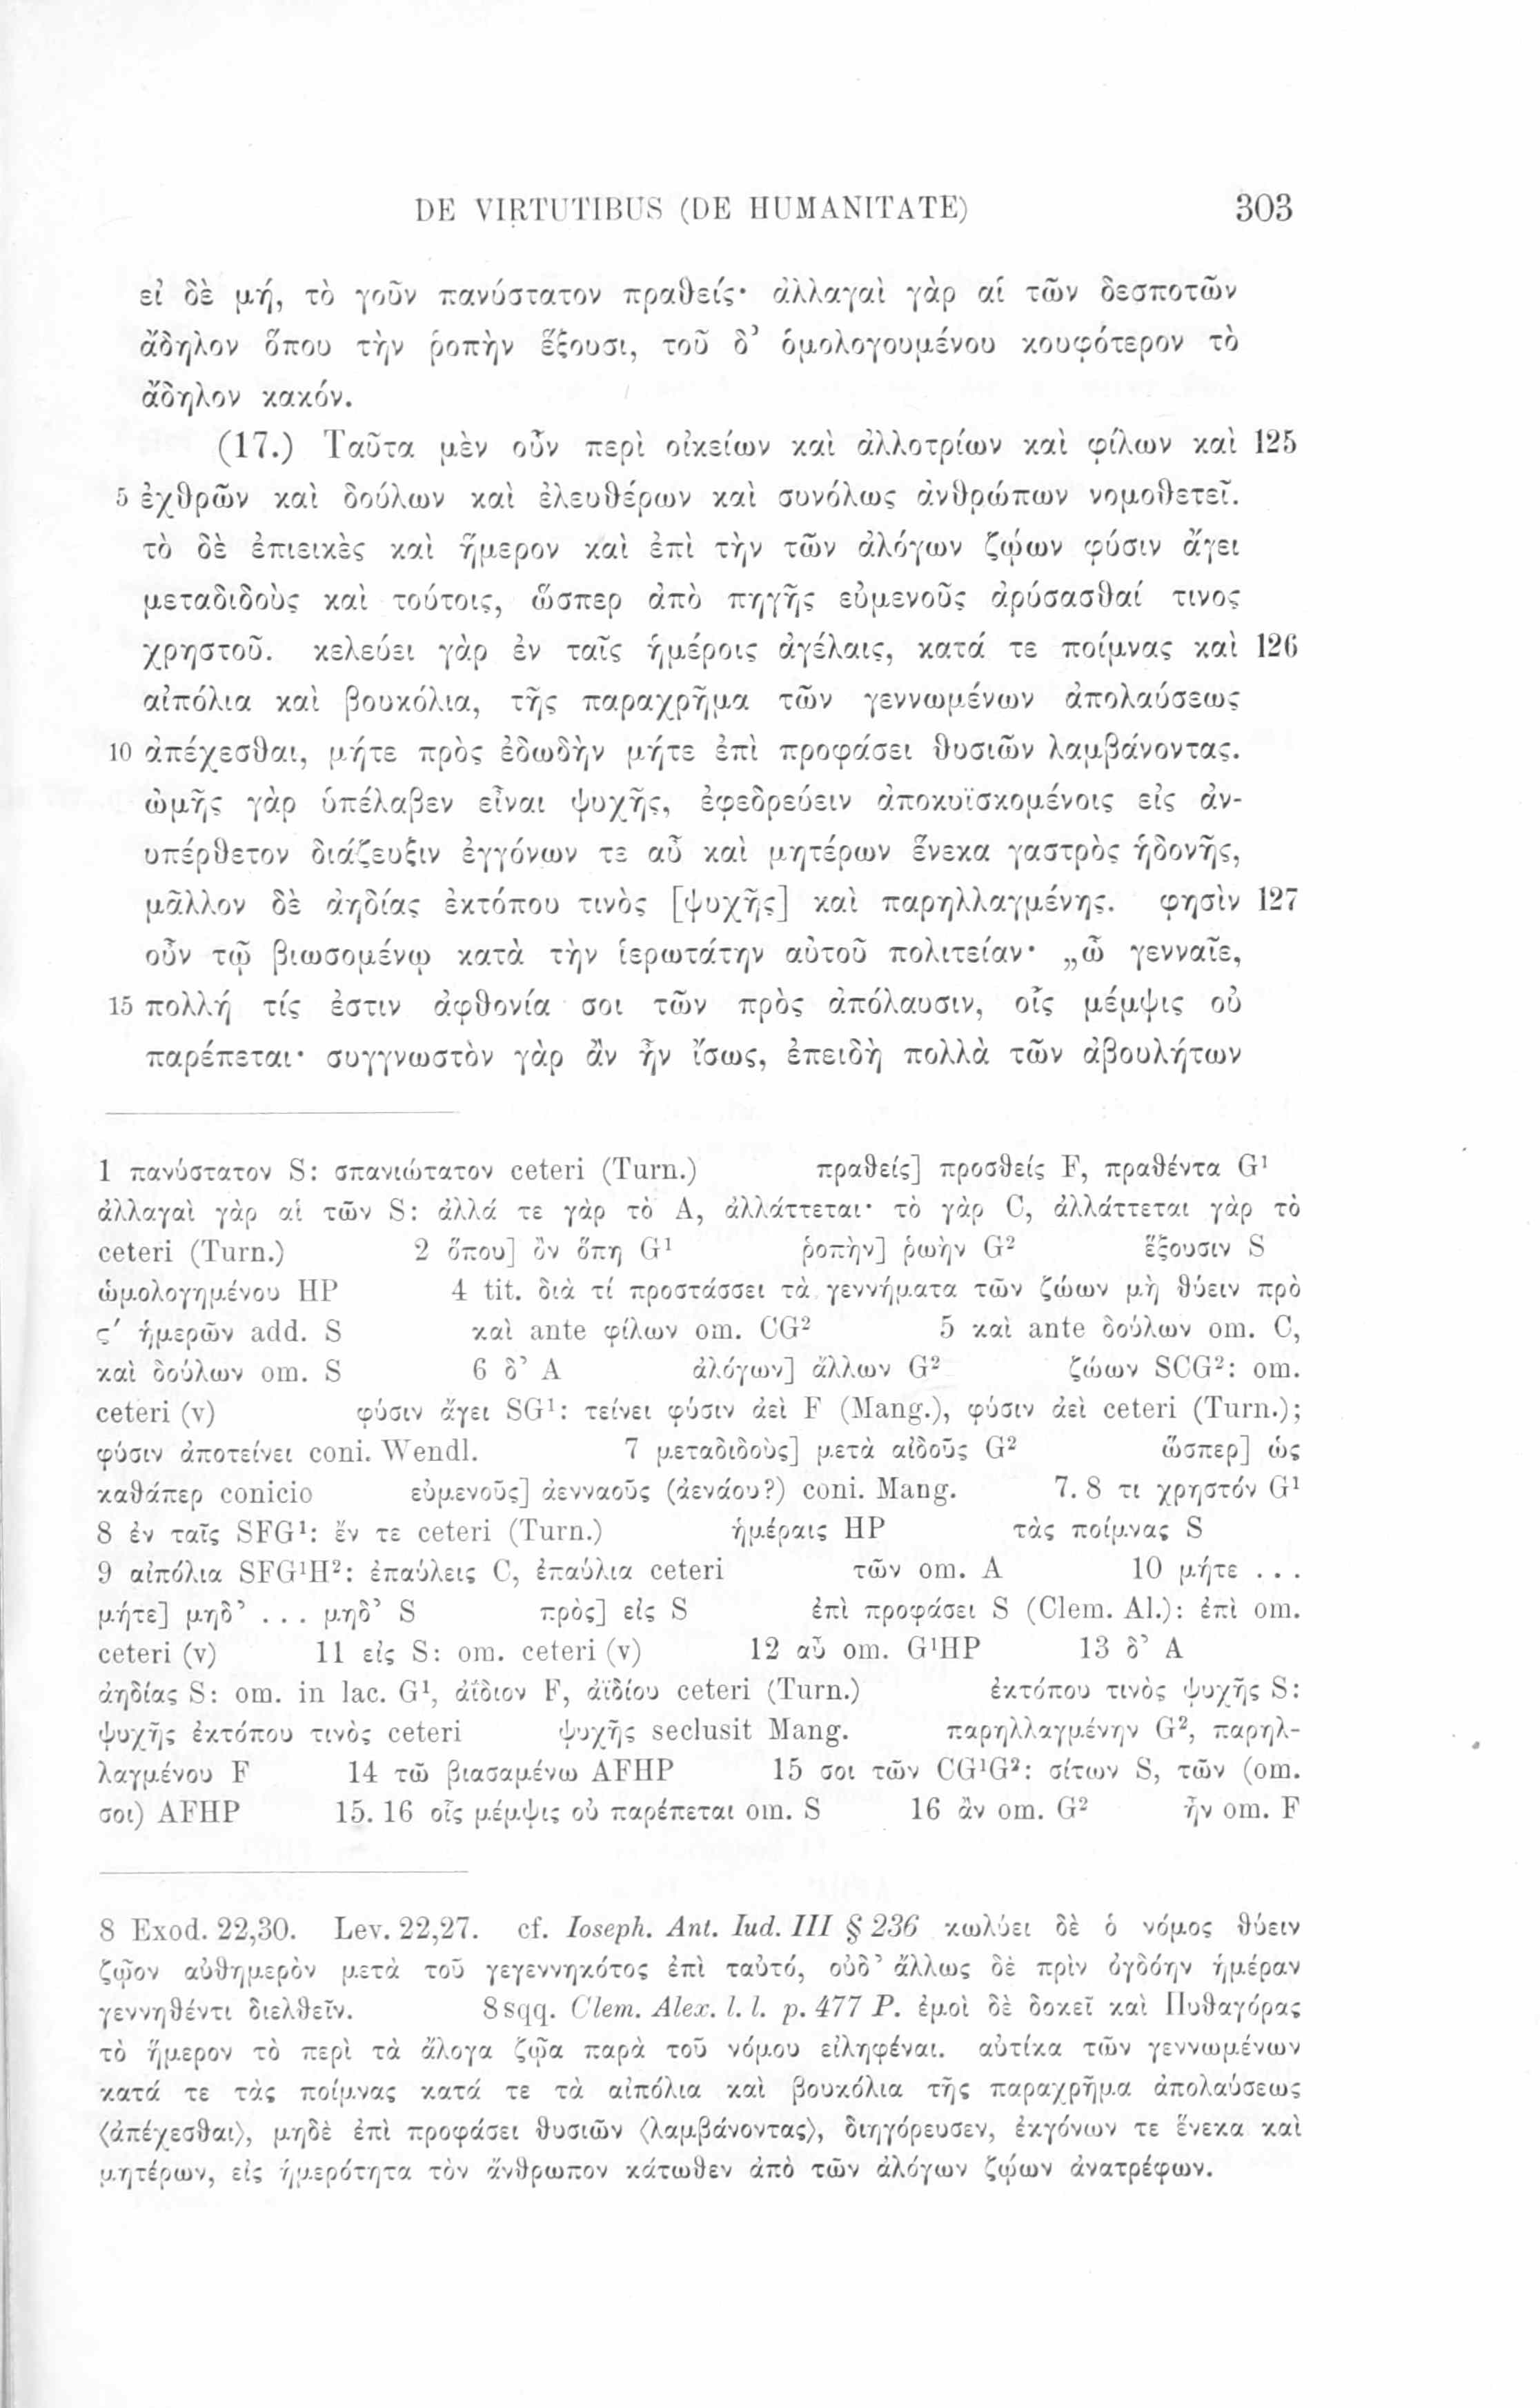 DE VIRTUTIBUS (DE HUMANITATE) 303
εἰ δὲ μή, τὸ γοῦν πανύστατον πραθείς· ἀλλαγαὶ γὰρ αἱ τῶν δεσποτῶν
ἄδηλον ὅπου τὴν ῥοπὴν ἕξουσι, τοῦ δ’ ὁμολογουμένου κουφότερον τὸ
ἄδηλον κακόν.
(17.) Ταῦτα μὲν οὖν περὶ οἰκείων καὶ ἀλλοτρίων καὶ φίλων καὶ 125
5 ἐχθρῶν καὶ δούλων καὶ ἐλευθέρων καὶ συνόλως ἀνθρώπων νομοθετεῖ.
τὸ δὲ ἐπιεικὲς καὶ ἥμερον καὶ ἐπὶ τὴν τῶν ἀλόγων ζῴων φύσιν ἄγει
μεταδιδοὺς καὶ τούτοις, ὥσπερ ἀπὸ πηγῆς εὐμενοῦς ἀρύσασθαί τινος
χρηστοῦ. κελεύει γὰρ ἐν ταῖς ἡμέροις ἀγέλαις, κατά τε ποίμνας καὶ 126
αἰπόλια καὶ βουκόλια, τῆς παραχρῆμα τῶν γεννωμένων ἀπολαύσεως
10 ἀπέχεσθαι, μήτε πρὸς ἐδωδὴν μήτε ἐπὶ προφάσει θυσιῶν λαμβάνοντας.
ὠμῆς γὰρ ὑπέλαβεν εἶναι ψυχῆς, ἐφεδρεύειν ἀποκυϊσκομένοις εἰς ἀν-
υπέρθετον διάζευξιν ἐγγόνων τε αὖ καὶ μητέρων ἕνεκα γαστρὸς ἡδονῆς,
μᾶλλον δὲ ἀηδίας ἐκτόπου τινὸς [ψυχῆς] καὶ παρηλλαγμένης. φησὶν 127
οὖν τῷ βιωσομένῳ κατὰ τὴν ἱερωτάτην αὐτοῦ πολιτείαν· „ὦ γενναῖε,
15 πολλή τίς ἐστιν ἀφθονία σοι τῶν πρὸς ἀπόλαυσιν, οἷς μέμψις οὐ
παρέπεται· συγγνωστὸν γὰρ ἂν ἦν ἴσως, ἐπειδὴ πολλὰ τῶν ἀβουλήτων
1 πανύστατον S: σπανιώτατον ceteri (Turn.) πραθείς] προσθείς F, πραθέντα G¹
ἀλλαγαὶ γὰρ αἱ τῶν S: ἀλλά τε γὰρ τὸ A, ἀλλάττεται· τὸ γὰρ C, ἀλλάττεται γὰρ τὸ
ceteri (Turn.) 2 ὅπου] ὃν ὅπη G¹ ῥοπὴν] ῥωὴν G² ἕξουσιν S
ὡμολογημένου HP 4 tit. διὰ τί προστάσσει τὰ γεννήματα τῶν ζώων μὴ θύειν πρὸ
ς′ ἡμερῶν add. S καὶ ante φίλων om. CG² 5 καὶ ante δούλων om. C,
καὶ δούλων om. S 6 δ’ A ἀλόγων] ἄλλων G² ζώων SCG²: om.
ceteri (v) φύσιν ἄγει SG¹: τείνει φύσιν ἀεὶ F (Mang.), φύσιν ἀεὶ ceteri (Turn.);
φύσιν ἀποτείνει coni. Wendl. 7 μεταδιδοὺς] μετὰ αἰδοῦς G² ὥσπερ] ὡς
καθάπερ conicio εὐμενοῦς] ἀενναοῦς (ἀενάου?) coni. Mang. 7. 8 τι χρηστόν G¹
8 ἐν ταῖς SFG¹: ἔν τε ceteri (Turn.) ἡμέραις HP τὰς ποίμνας S
9 αἰπόλια SFG¹H²: ἐπαύλεις C, ἐπαύλια ceteri τῶν om. A 10 μήτε ...
μήτε] μηδ’ ... μηδ’ S πρὸς] εἰς S ἐπὶ προφάσει S (Clem. Al.): ἐπὶ om.
ceteri (v) 11 εἰς S: om. ceteri (v) 12 αὖ om. G¹HP 13 δ’ A
ἀηδίας S: om. in lac. G¹, ἀΐδιον F, ἀϊδίου ceteri (Turn.) ἐκτόπου τινὸς ψυχῆς S:
ψυχῆς ἐκτόπου τινὸς ceteri ψυχῆς seclusit Mang. παρηλλαγμένην G², παρηλ-
λαγμένου F 14 τῶ βιασαμένω AFHP 15 σοι τῶν CG¹G²: σίτων S, τῶν (om.
σοι) AFHP 15. 16 οἷς μέμψις οὐ παρέπεται om. S 16 ἂν om. G² ἦν om. F
8 Exod. 22,30. Lev. 22,27. cf. Ioseph. Ant. Iud. III § 236 κωλύει δὲ ὁ νόμος θύειν
ζῷον αὐθημερὸν μετὰ τοῦ γεγεννηκότος ἐπὶ ταὐτό, οὐδ’ ἄλλως δὲ πρὶν ὀγδόην ἡμέραν
γεννηθέντι διελθεῖν. 8 sqq. Clem. Alex. l. l. p. 477 P. ἐμοὶ δὲ δοκεῖ καὶ Πυθαγόρας
τὸ ἥμερον τὸ περὶ τὰ ἄλογα ζῷα παρὰ τοῦ νόμου εἰληφέναι. αὐτίκα τῶν γεννωμένων
κατά τε τὰς ποίμνας κατά τε τὰ αἰπόλια καὶ βουκόλια τῆς παραχρῆμα ἀπολαύσεως
⟨ἀπέχεσθαι⟩, μηδὲ ἐπὶ προφάσει θυσιῶν ⟨λαμβάνοντας⟩, διηγόρευσεν, ἐκγόνων τε ἕνεκα καὶ
μητέρων, εἰς ἡμερότητα τὸν ἄνθρωπον κάτωθεν ἀπὸ τῶν ἀλόγων ζῴων ἀνατρέφων.